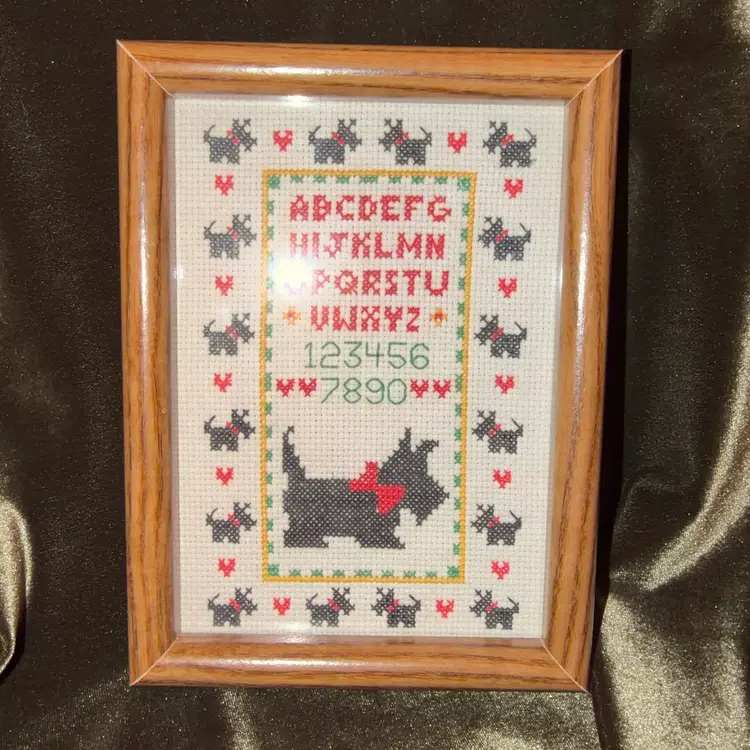 ABCDEFG
HIJKLMN
OPQRSTU
VWXYZ
123456
7890